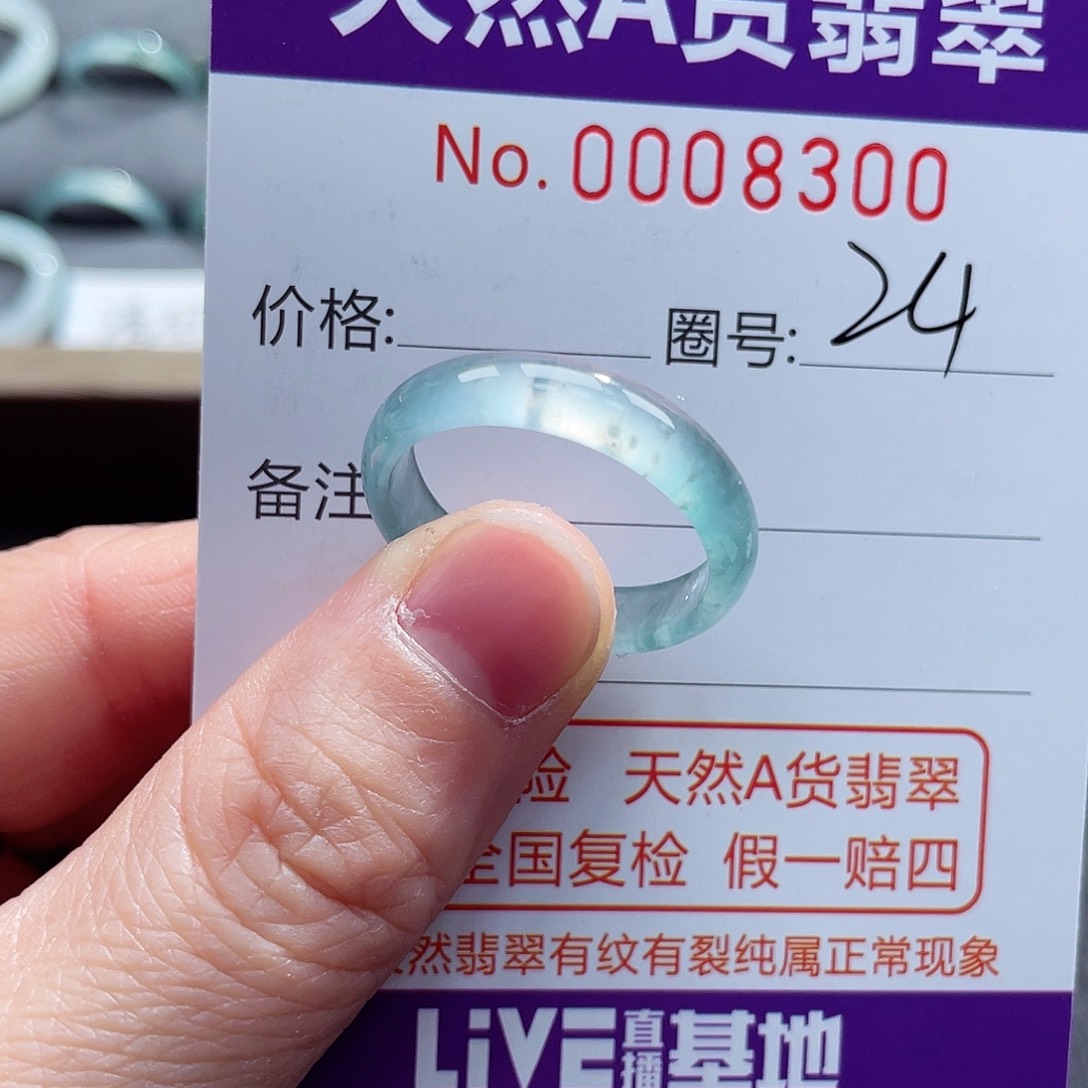 天然A货翡翠
No.0008300
价格: 圈号: 24
备注
险 天然A货翡翠
全国复检 假一赔四
然翡翠有纹有裂纯属正常现象
LiVE直播基地